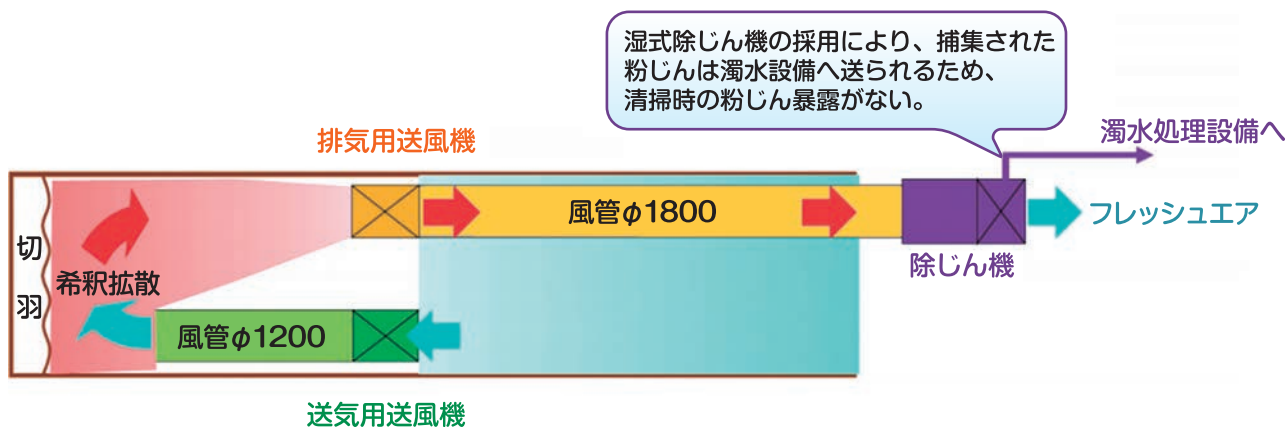 湿式除じん機の採用により、捕集された
粉じんは濁水設備へ送られるため、
清掃時の粉じん暴露がない。
濁水処理設備へ
排気用送風機
風管φ1800
フレッシュエア
切
羽
希釈拡散
除じん機
風管φ1200
送気用送風機